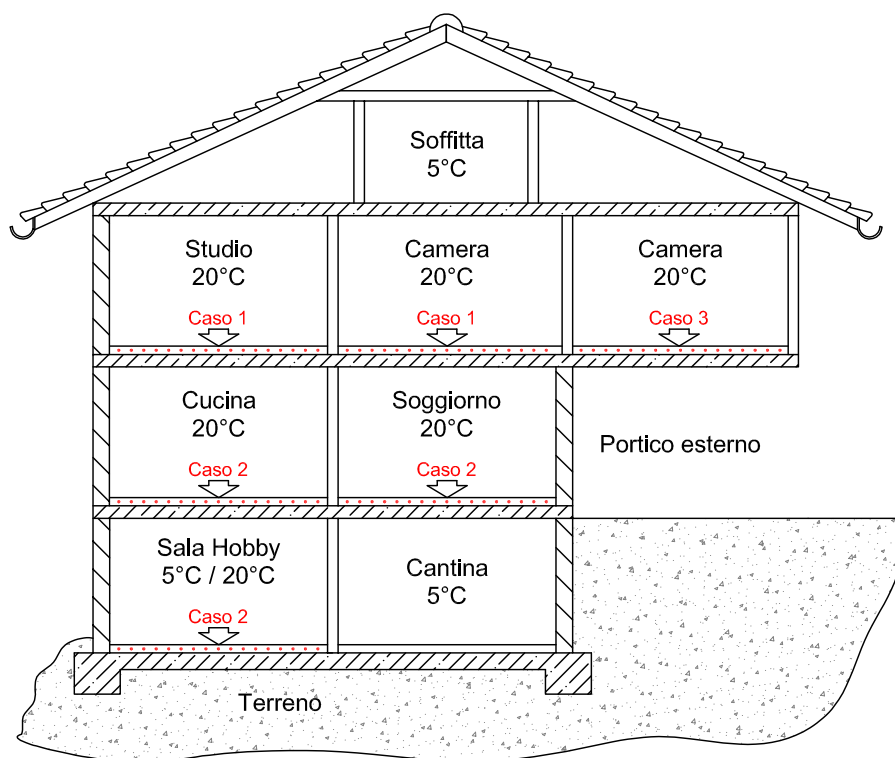 Soffitta
5°C
Studio
20°C
Caso 1
Camera
20°C
Caso 1
Camera
20°C
Caso 3
Cucina
20°C
Caso 2
Soggiorno
20°C
Caso 2
Portico esterno
Sala Hobby
5°C / 20°C
Caso 2
Cantina
5°C
Terreno